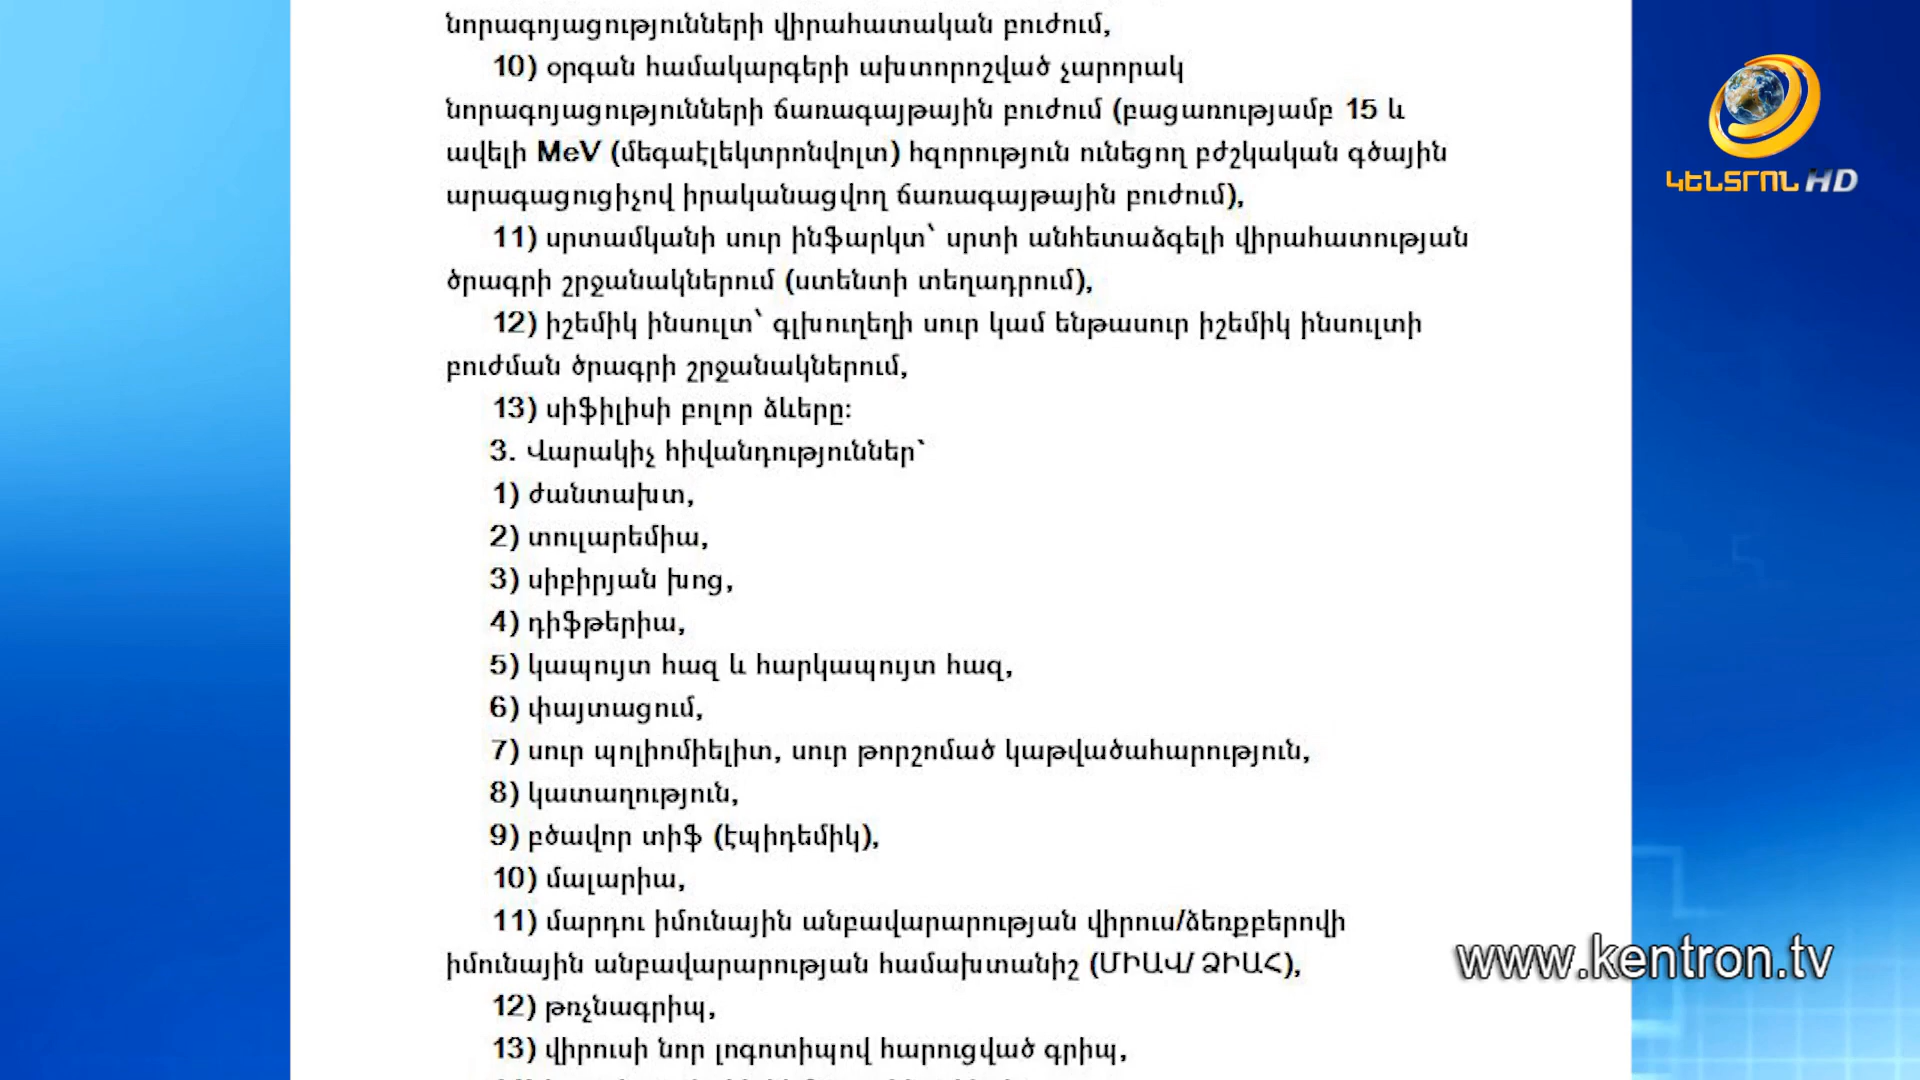 նորագոյացությունների վիրահատական բուժում,
10) օրգան համակարգերի ախտորոշված չարորակ
նորագոյացությունների ճառագայթային բուժում (բացառությամբ 15 և
ավելի MeV (մեգաէլեկտրոնվոլտ) հզորություն ունեցող բժշկական գծային
արագացուցիչով իրականացվող ճառագայթային բուժում),
11) սրտամկանի սուր ինֆարկտ՝ սրտի անհետաձգելի վիրահատության
ծրագրի շրջանակներում (ստենտի տեղադրում),
12) իշեմիկ ինսուլտ՝ գլխուղեղի սուր կամ ենթասուր իշեմիկ ինսուլտի
բուժման ծրագրի շրջանակներում,
13) սիֆիլիսի բոլոր ձևերը:
3. Վարակիչ հիվանդություններ՝
1) ժանտախտ,
2) տուլարեմիա,
3) սիբիրյան խոց,
4) դիֆթերիա,
5) կապույտ հազ և հարկապույտ հազ,
6) փայտացում,
7) սուր պոլիոմիելիտ, սուր թորշոմած կաթվածահարություն,
8) կատաղություն,
9) բծավոր տիֆ (էպիդեմիկ),
10) մալարիա,
11) մարդու իմունային անբավարարության վիրուս/ձեռքբերովի
իմունային անբավարարության համախտանիշ (ՄԻԱՎ/ ՁԻԱՀ),
12) թռչնագրիպ,
13) վիրուսի նոր լոգոտիպով հարուցված գրիպ,
ԿԵՆՏՐՈՆ HD
www.kentron.tv